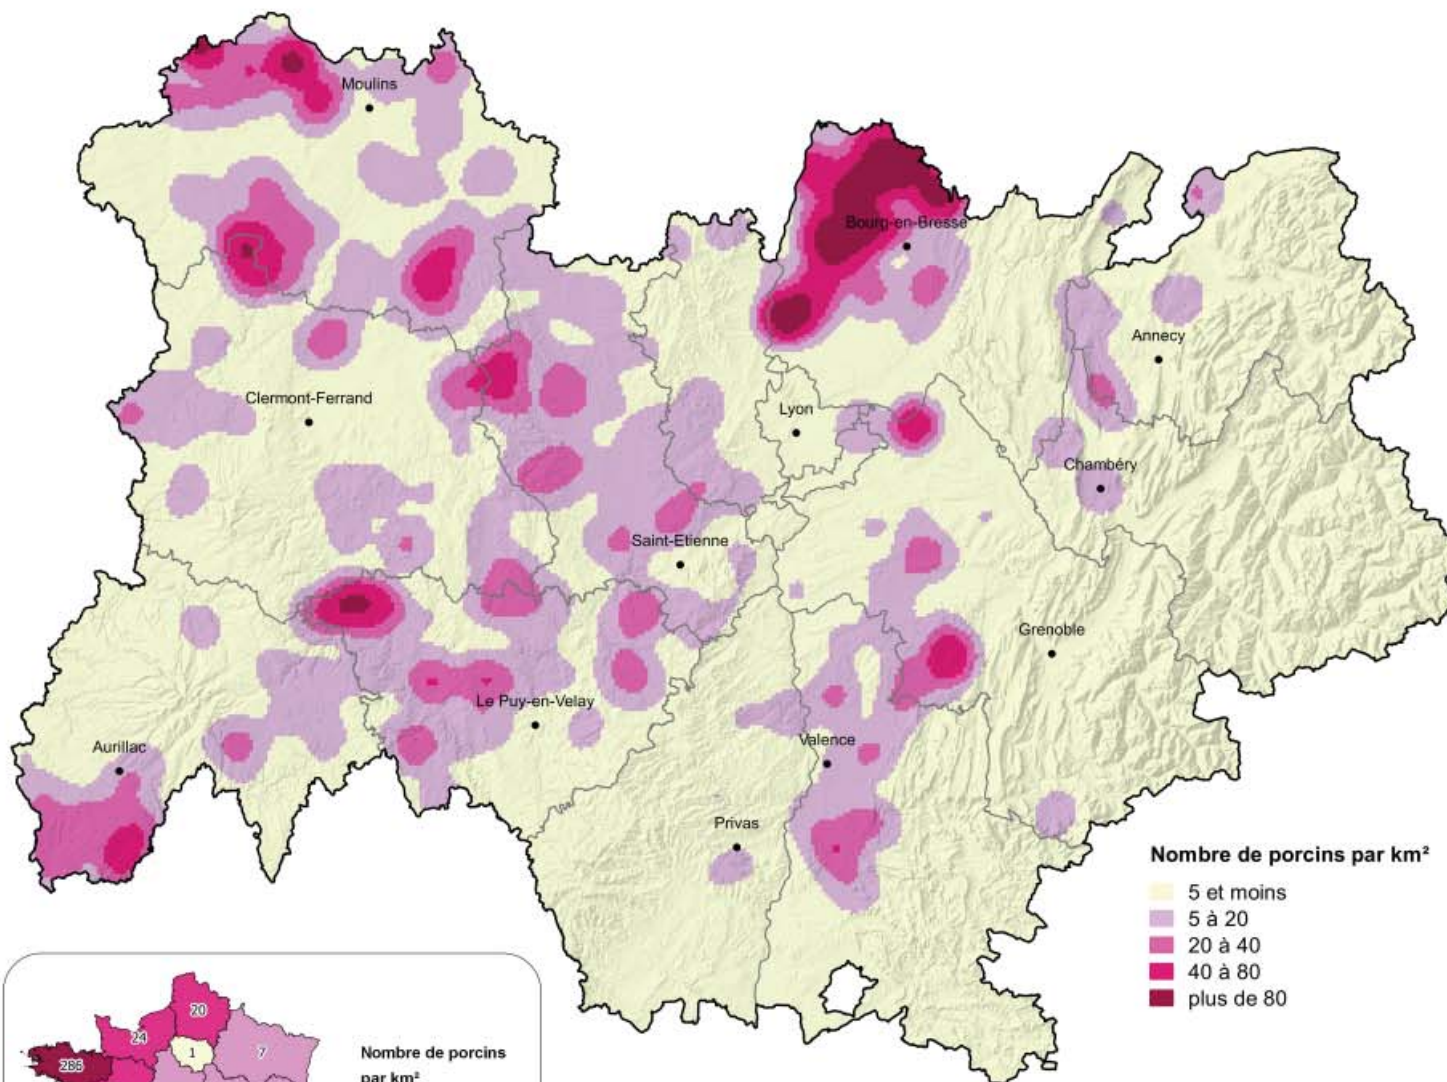 Moulins
Bourg-en-Bresse
Annecy
Clermont-Ferrand
Lyon
Chambéry
Saint-Etienne
Grenoble
Le Puy-en-Velay
Aurillac
Valence
Privas
Nombre de porcins par km²
5 et moins
5 à 20
20 à 40
40 à 80
plus de 80
20
24
1
7
286
Nombre de porcins
par km²